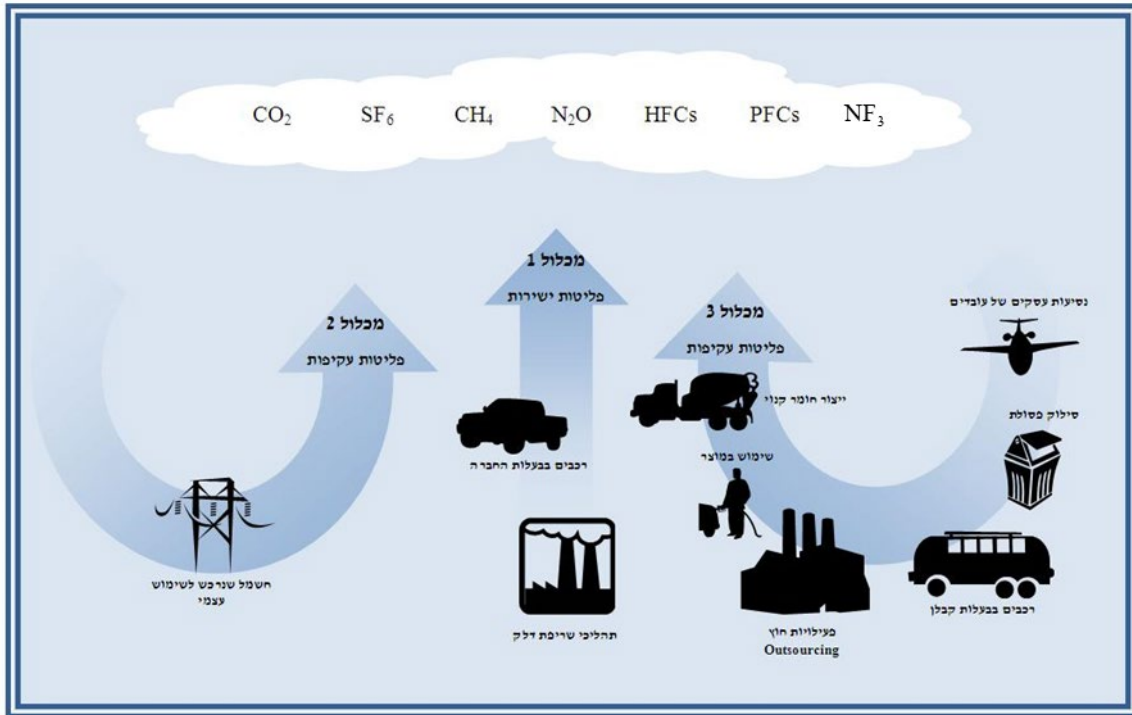 CO₂ SF₆ CH₄ N₂O HFCs PFCs NF₃
מכלול 1
פליטות ישירות
רכבים בבעלות החברה
תהליכי שריפת דלק
מכלול 2
פליטות עקיפות
חשמל שנרכש לשימוש
עצמי
מכלול 3
פליטות עקיפות
ייצור חומר קנוי
שימוש במוצר
פעילויות חוץ
Outsourcing
נסיעות עסקים של עובדים
סילוק פסולת
רכבים בבעלות קבלן